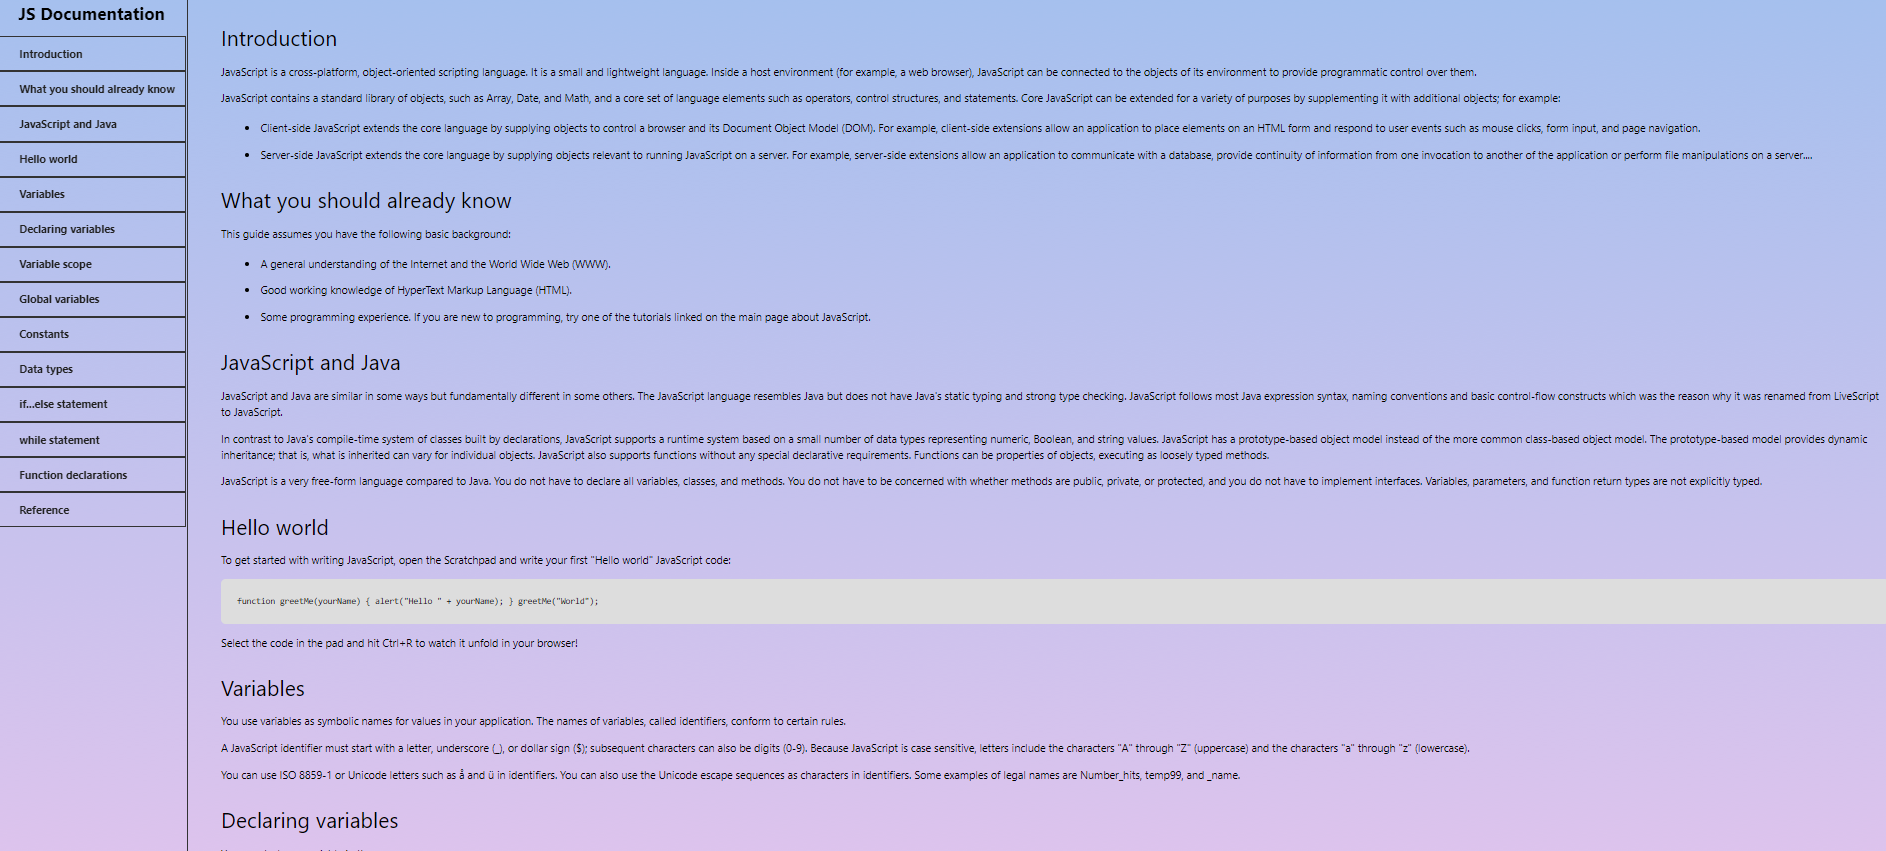 JS Documentation
Introduction
What you should already know
JavaScript and Java
Hello world
Variables
Declaring variables
Variable scope
Global variables
Constants
Data types
if...else statement
while statement
Function declarations
Reference
Introduction
JavaScript is a cross-platform, object-oriented scripting language. It is a small and lightweight language. Inside a host environment (for example, a web browser), JavaScript can be connected to the objects of its environment to provide programmatic control over them.
JavaScript contains a standard library of objects, such as Array, Date, and Math, and a core set of language elements such as operators, control structures, and statements. Core JavaScript can be extended for a variety of purposes by supplementing it with additional objects; for example:
• Client-side JavaScript extends the core language by supplying objects to control a browser and its Document Object Model (DOM). For example, client-side extensions allow an application to place elements on an HTML form and respond to user events such as mouse clicks, form input, and page navigation.
• Server-side JavaScript extends the core language by supplying objects relevant to running JavaScript on a server. For example, server-side extensions allow an application to communicate with a database, provide continuity of information from one invocation to another of the application or perform file manipulations on a server....
What you should already know
This guide assumes you have the following basic background:
• A general understanding of the Internet and the World Wide Web (WWW).
• Good working knowledge of HyperText Markup Language (HTML).
• Some programming experience. If you are new to programming, try one of the tutorials linked on the main page about JavaScript.
JavaScript and Java
JavaScript and Java are similar in some ways but fundamentally different in some others. The JavaScript language resembles Java but does not have Java's static typing and strong type checking. JavaScript follows most Java expression syntax, naming conventions and basic control-flow constructs which was the reason why it was renamed from LiveScript
to JavaScript.
In contrast to Java's compile-time system of classes built by declarations, JavaScript supports a runtime system based on a small number of data types representing numeric, Boolean, and string values. JavaScript has a prototype-based object model instead of the more common class-based object model. The prototype-based model provides dynamic
inheritance; that is, what is inherited can vary for individual objects. JavaScript also supports functions without any special declarative requirements. Functions can be properties of objects, executing as loosely typed methods.
JavaScript is a very free-form language compared to Java. You do not have to declare all variables, classes, and methods. You do not have to be concerned with whether methods are public, private, or protected, and you do not have to implement interfaces. Variables, parameters, and function return types are not explicitly typed.
Hello world
To get started with writing JavaScript, open the Scratchpad and write your first "Hello world" JavaScript code:
function greetMe(yourName) { alert("Hello " + yourName); } greetMe("World");
Select the code in the pad and hit Ctrl+R to watch it unfold in your browser!
Variables
You use variables as symbolic names for values in your application. The names of variables, called identifiers, conform to certain rules.
A JavaScript identifier must start with a letter, underscore (_), or dollar sign ($); subsequent characters can also be digits (0-9). Because JavaScript is case sensitive, letters include the characters "A" through "Z" (uppercase) and the characters "a" through "z" (lowercase).
You can use ISO 8859-1 or Unicode letters such as å and ü in identifiers. You can also use the Unicode escape sequences as characters in identifiers. Some examples of legal names are Number_hits, temp99, and _name.
Declaring variables